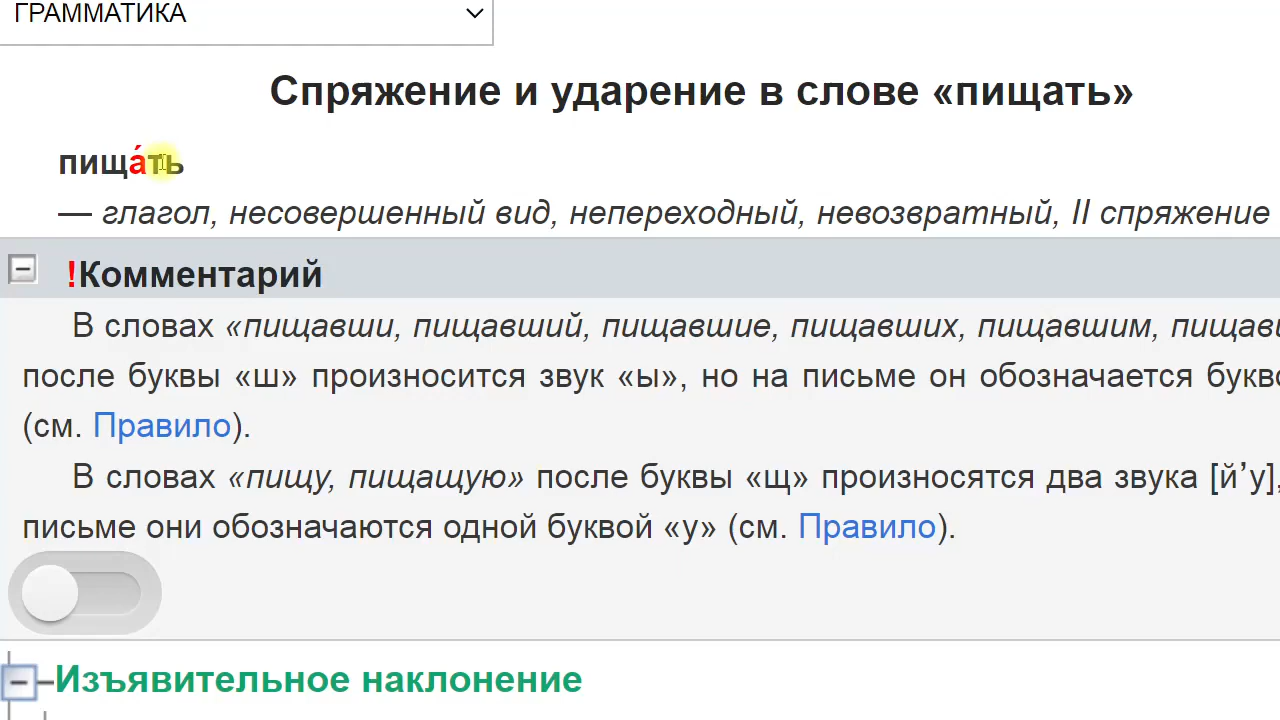 ГРАММАТИКА
Спряжение и ударение в слове «пищать»
пища́ть
— глагол, несовершенный вид, непереходный, невозвратный, II спряжение
!Комментарий
В словах «пищавши, пищавший, пищавшие, пищавших, пищавшим,
после буквы «ш» произносится звук «ы», но на письме он обозначается
(см. Правило).
В словах «пищу, пищащую» после буквы «щ» произносятся два звука [й’у],
письме они обозначаются одной буквой «у» (см. Правило).
Изъявительное наклонение